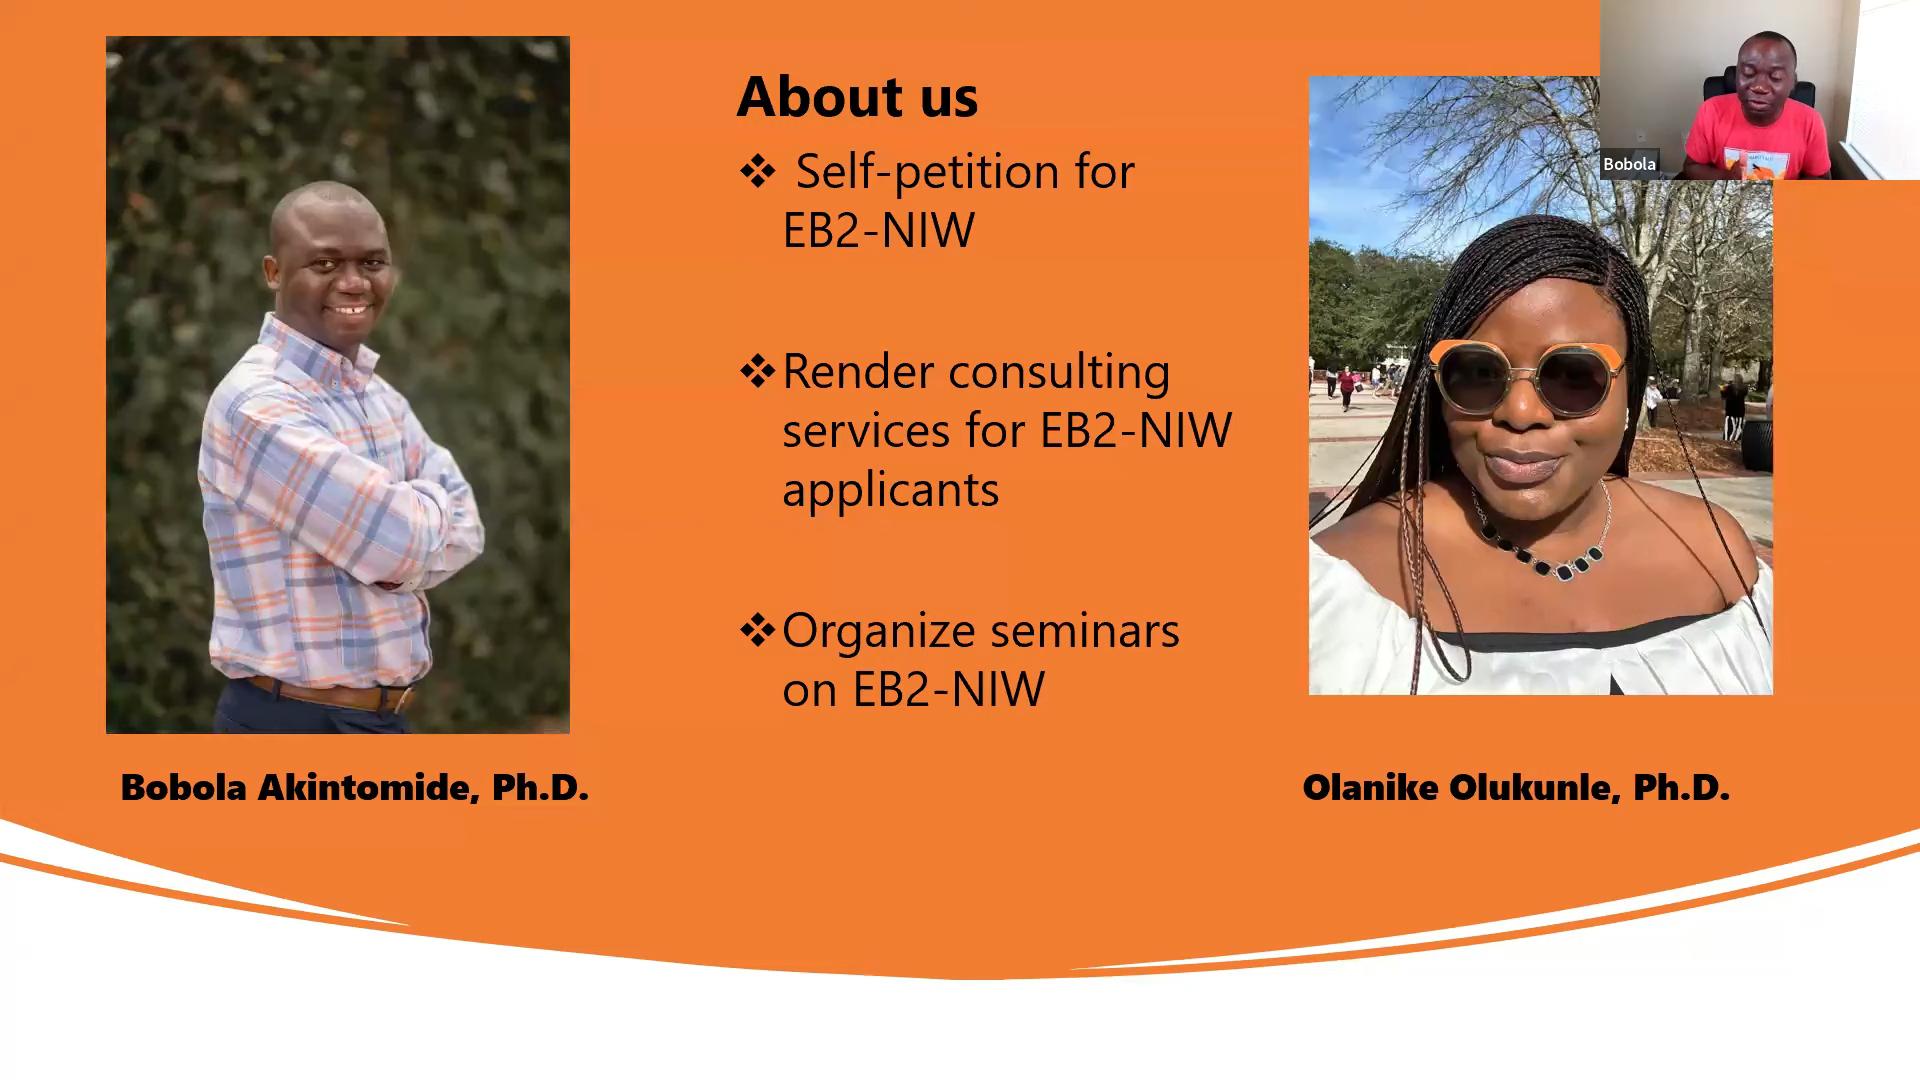 About us
❖ Self-petition for
EB2-NIW
❖Render consulting
services for EB2-NIW
applicants
❖Organize seminars
on EB2-NIW
Bobola Akintomide, Ph.D.
Olanike Olukunle, Ph.D.
Bobola